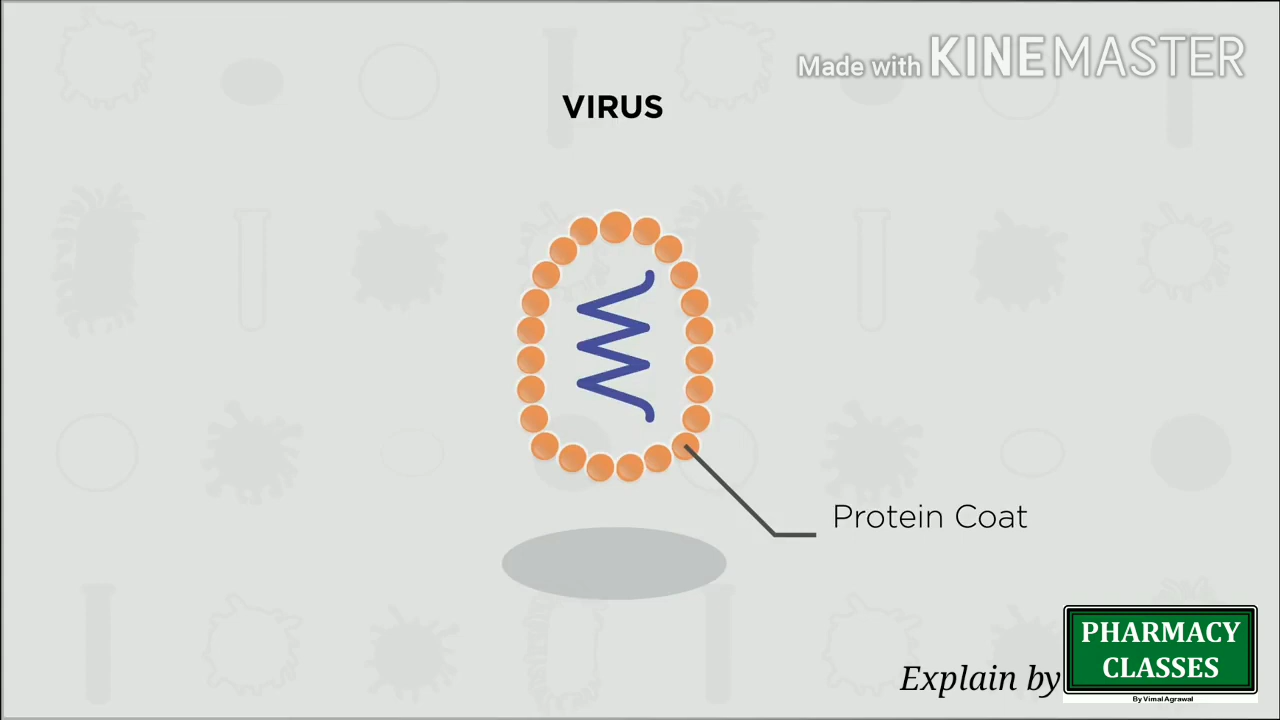 Made with KINEMASTER
VIRUS
Protein Coat
Explain by
PHARMACY
CLASSES
By Vimal Agrawal